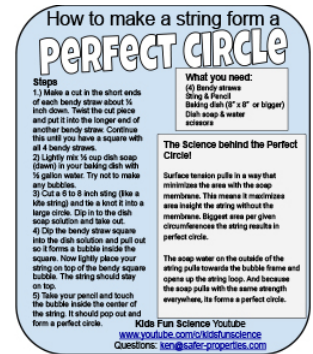 How to make a string form a
PERFECT CIRCLE
Steps
1.) Make a cut in the short ends
of each bendy straw about ½
inch down. Twist the cut piece
and put it into the longer end of
another bendy straw. Continue
this until you have a square with
all 4 bendy straws.
2) Lightly mix ½ cup dish soap
(dawn) in your baking dish with
½ gallon water. Try not to make
any bubbles.
3) Cut a 6 to 8 inch sting (like a
kite string) and tie a knot it into a
large circle. Dip in to the dish
soap solution and take out.
4) Dip the bendy straw square
into the dish solution and pull out
so it forms a bubble inside the
square. Now lightly place your
string on top of the bendy square
bubble. The string should stay
on top.
5) Take your pencil and touch
the bubble inside the center of
the string. It should pop out and
form a perfect circle.
What you need:
(4) Bendy straws
Sting & Pencil
Baking dish (8" x 8" or bigger)
Dish soap & water
scissors
The Science behind the Perfect
Circle!
Surface tension pulls in a way that
minimizes the area with the soap
membrane. This means it maximizes
area insight the string without the
membrane. Biggest area per given
circumferences the string results in
perfect circle.
The soap water on the outside of the
string pulls towards the bubble frame and
opens up the string loop. And because
the soap pulls with the same strength
everywhere, its forms a perfect circle.
Kids Fun Science Youtube
www.youtube.com/c/kidsfunscience
Questions: ken@safer-properties.com